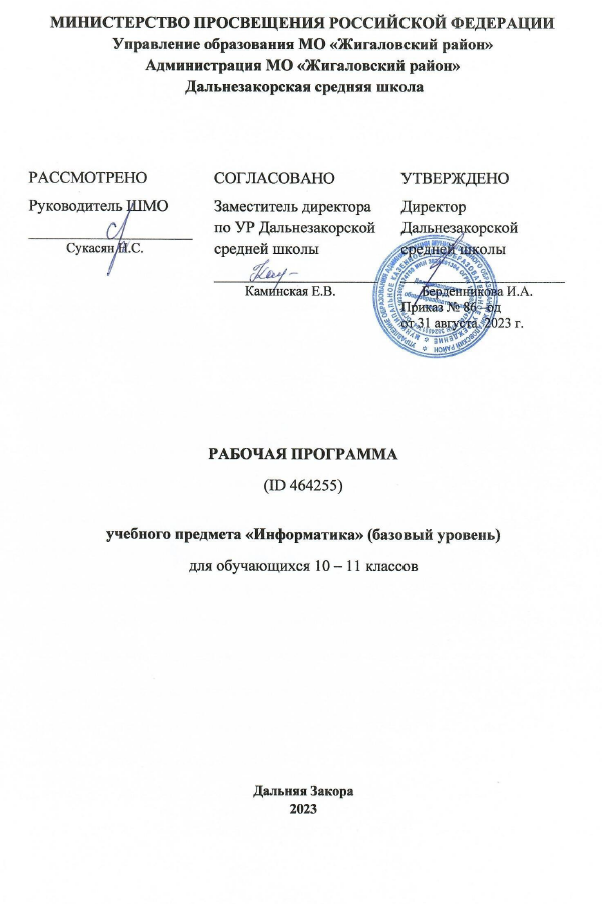 МИНИСТЕРСТВО ПРОСВЕЩЕНИЯ РОССИЙСКОЙ ФЕДЕРАЦИИ
Управление образования МО «Жигаловский район»
Администрация МО «Жигаловский район»
Дальнезакорская средняя школа
РАССМОТРЕНО
Руководитель ШМО
Сукасян Н.С.
СОГЛАСОВАНО
Заместитель директора
по УР Дальнезакорской
средней школы
Каминская Е.В.
УТВЕРЖДЕНО
Директор
Дальнезакорской
средней школы
Берденникова И.А.
Приказ № 86 - од
от 31 августа 2023 г.
РАБОЧАЯ ПРОГРАММА
(ID 464255)
учебного предмета «Информатика» (базовый уровень)
для обучающихся 10 – 11 классов
Дальняя Закора
2023